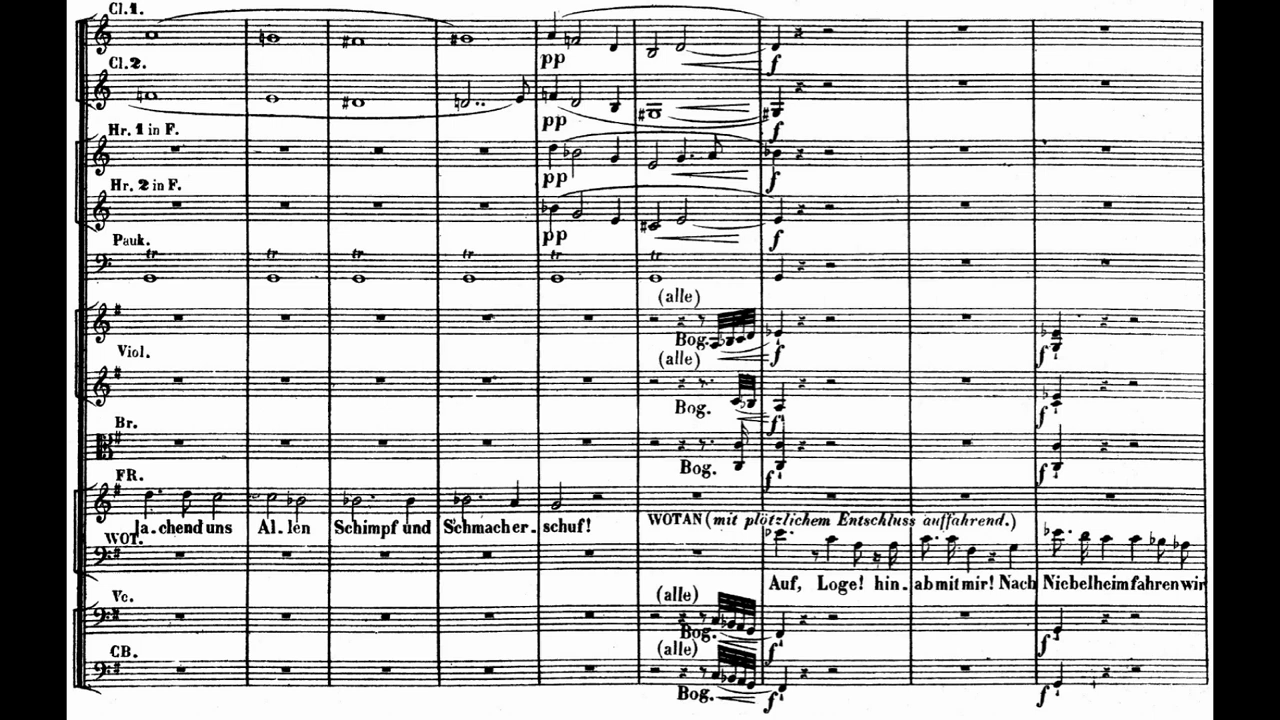 Cl.1.
pp
f
Cl.2.
pp
f
Hr. 1 in F.
pp
f
Hr. 2 in F.
pp
f
Pauk.
tr tr tr tr tr tr
f
(alle)
Bog.
f
f
Viol.
(alle)
Bog.
f
f
Br.
Bog.
f
f
FR.
la-chend uns Al-len Schimpf und Schmach er-schuf!
WOTAN (mit plötzlichem Entschluss auffahrend.)
WOT.
Auf, Loge! hin-ab mit mir! Nach Niebelheim fahren wir
Vc.
(alle)
Bog.
f
f
CB.
(alle)
Bog.
f
f